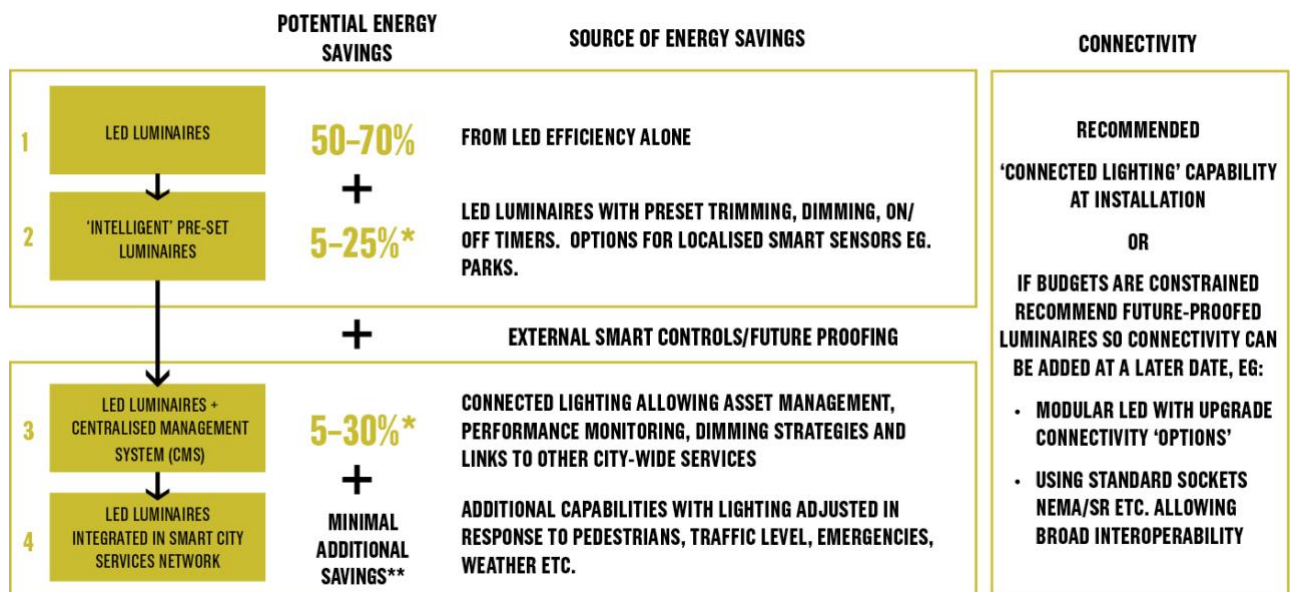 POTENTIAL ENERGY
SAVINGS
SOURCE OF ENERGY SAVINGS
CONNECTIVITY
1
LED LUMINAIRES
50–70%
FROM LED EFFICIENCY ALONE
+
2
'INTELLIGENT' PRE-SET
LUMINAIRES
5–25%*
LED LUMINAIRES WITH PRESET TRIMMING, DIMMING, ON/
OFF TIMERS.  OPTIONS FOR LOCALISED SMART SENSORS EG.
PARKS.
+
EXTERNAL SMART CONTROLS/FUTURE PROOFING
3
LED LUMINAIRES +
CENTRALISED MANAGEMENT
SYSTEM (CMS)
5–30%*
CONNECTED LIGHTING ALLOWING ASSET MANAGEMENT,
PERFORMANCE MONITORING, DIMMING STRATEGIES AND
LINKS TO OTHER CITY-WIDE SERVICES
+
4
LED LUMINAIRES
INTEGRATED IN SMART CITY
SERVICES NETWORK
MINIMAL
ADDITIONAL
SAVINGS**
ADDITIONAL CAPABILITIES WITH LIGHTING ADJUSTED IN
RESPONSE TO PEDESTRIANS, TRAFFIC LEVEL, EMERGENCIES,
WEATHER ETC.
RECOMMENDED
'CONNECTED LIGHTING' CAPABILITY
AT INSTALLATION
OR
IF BUDGETS ARE CONSTRAINED
RECOMMEND FUTURE-PROOFED
LUMINAIRES SO CONNECTIVITY CAN
BE ADDED AT A LATER DATE, EG:
• MODULAR LED WITH UPGRADE
CONNECTIVITY 'OPTIONS'
• USING STANDARD SOCKETS
NEMA/SR ETC. ALLOWING
BROAD INTEROPERABILITY